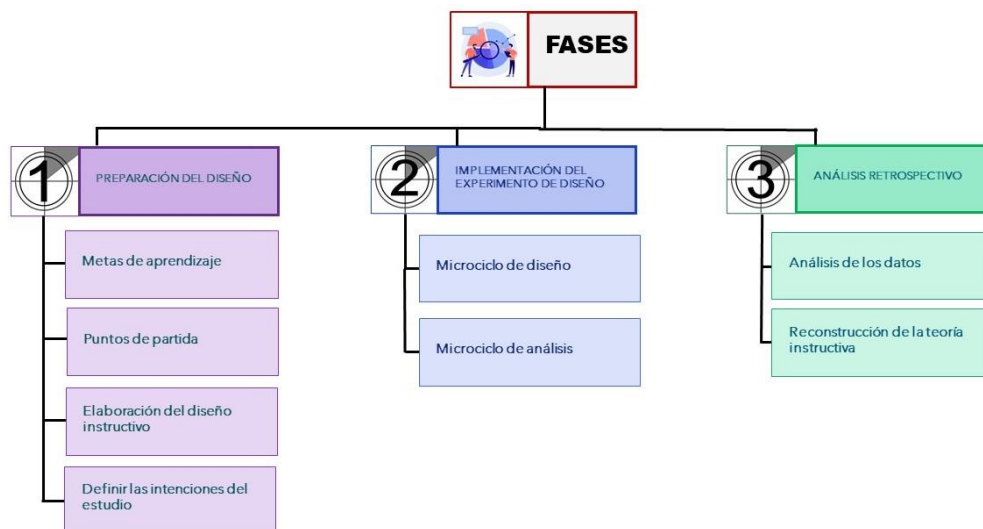 FASES
1
PREPARACIÓN DEL DISEÑO
Metas de aprendizaje
Puntos de partida
Elaboración del diseño
instructivo
Definir las intenciones del
estudio
2
IMPLEMENTACIÓN DEL
EXPERIMENTO DE DISEÑO
Microciclo de diseño
Microciclo de análisis
3
ANÁLISIS RETROSPECTIVO
Análisis de los datos
Reconstrucción de la teoría
instructiva